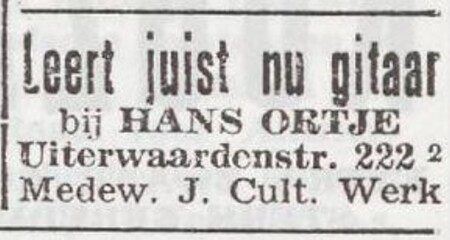 Leert juist nu gitaar
bij HANS ORTJE
Uiterwaardenstr. 222 ²
Medew. J. Cult. Werk